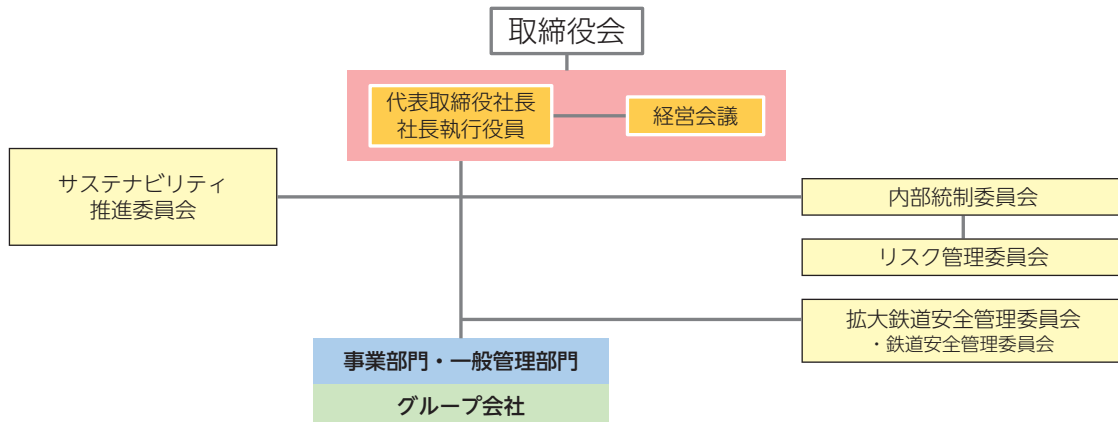 取締役会
代表取締役社長
社長執行役員
経営会議
サステナビリティ
推進委員会
内部統制委員会
リスク管理委員会
拡大鉄道安全管理委員会
・鉄道安全管理委員会
事業部門・一般管理部門
グループ会社